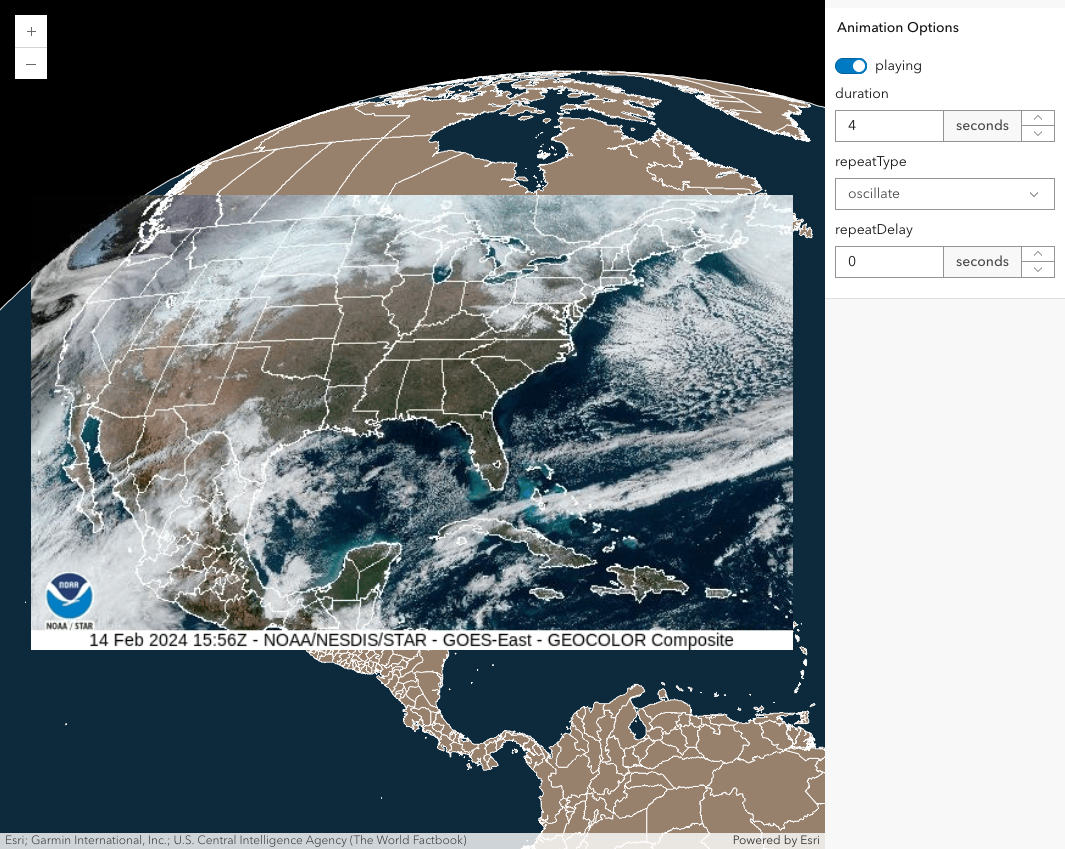 +
Animation Options
−
playing
duration
4 seconds
repeatType
oscillate
repeatDelay
0 seconds
NOAA
NOAA / STAR
14 Feb 2024 15:56Z - NOAA/NESDIS/STAR - GOES-East - GEOCOLOR Composite
Esri; Garmin International, Inc.; U.S. Central Intelligence Agency (The World Factbook)
Powered by Esri